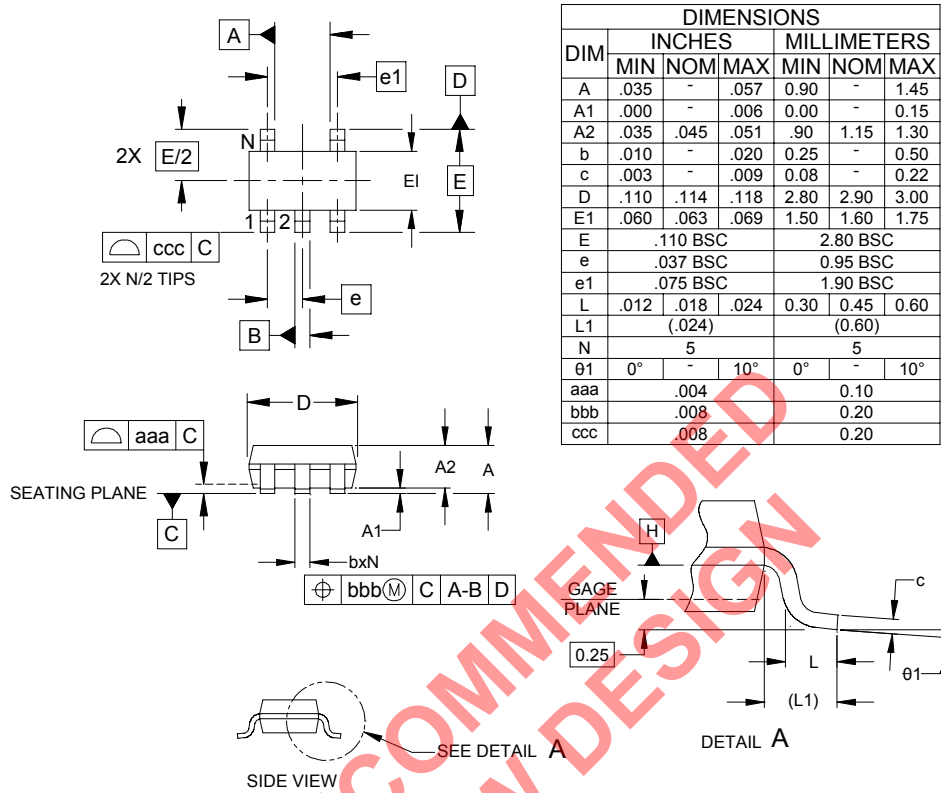 A
e1
D
N
2X E/2
EI
E
1 2
ccc C
2X N/2 TIPS
e
B
D
aaa C
A2 A
SEATING PLANE
C
A1
bxN
bbb M C A-B D
SIDE VIEW
SEE DETAIL A
DIMENSIONS
DIM INCHES MILLIMETERS
MIN NOM MAX MIN NOM MAX
A .035 - .057 0.90 - 1.45
A1 .000 - .006 0.00 - 0.15
A2 .035 .045 .051 .90 1.15 1.30
b .010 - .020 0.25 - 0.50
c .003 - .009 0.08 - 0.22
D .110 .114 .118 2.80 2.90 3.00
E1 .060 .063 .069 1.50 1.60 1.75
E .110 BSC 2.80 BSC
e .037 BSC 0.95 BSC
e1 .075 BSC 1.90 BSC
L .012 .018 .024 0.30 0.45 0.60
L1 (.024) (0.60)
N 5 5
θ1 0° - 10° 0° - 10°
aaa .004 0.10
bbb .008 0.20
ccc .008 0.20
H
GAGE
PLANE
c
0.25
L
θ1
(L1)
DETAIL A
COMMENDED
DESIGN